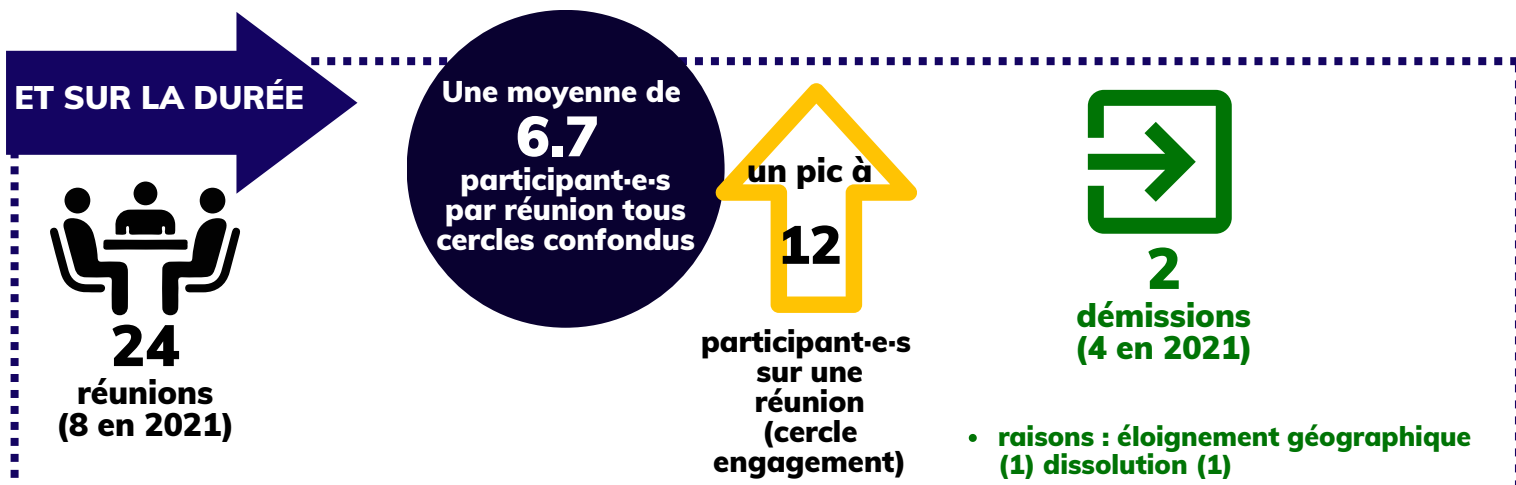 ET SUR LA DURÉE
24
réunions
(8 en 2021)
Une moyenne de
6.7
participant·e·s
par réunion tous
cercles confondus
un pic à
12
participant·e·s
sur une
réunion
(cercle
engagement)
2
démissions
(4 en 2021)
• raisons : éloignement géographique
(1) dissolution (1)